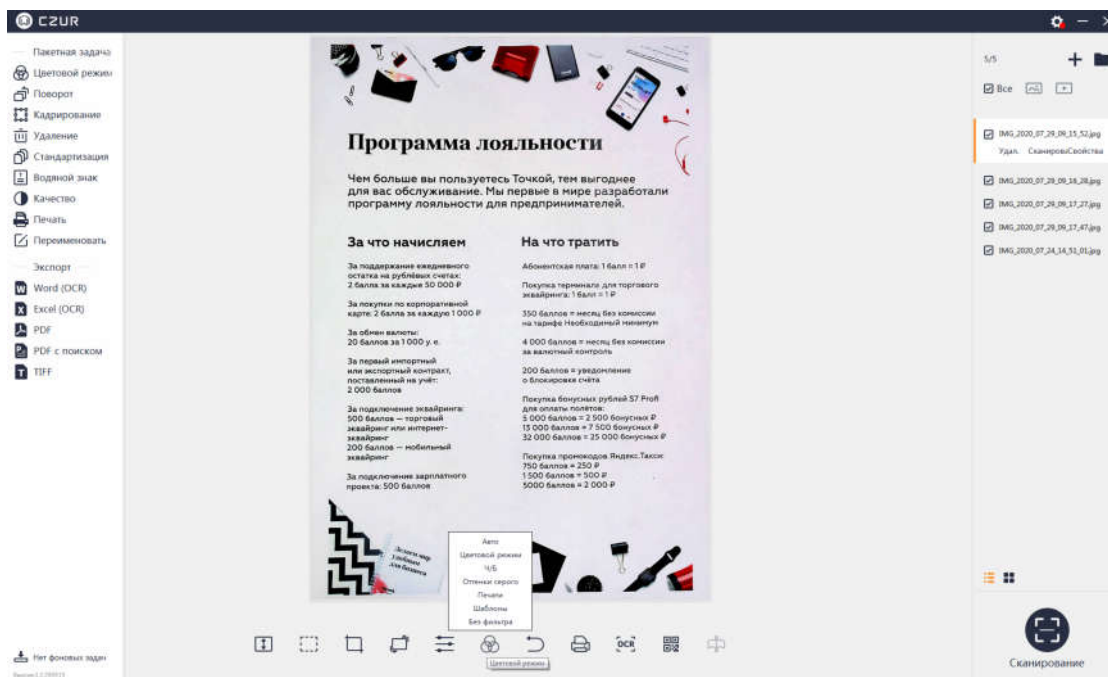 CZUR
Пакетная задача
Цветовой режим
Поворот
Кадрирование
Удаление
Стандартизация
Водяной знак
Качество
Печать
Переименовать
Экспорт
Word (OCR)
Excel (OCR)
PDF
PDF с поиском
TIFF
Нет фоновых задач
Программа лояльности
Чем больше вы пользуетесь Точкой, тем выгоднее
для вас обслуживание. Мы первые в мире разработали
программу лояльности для предпринимателей.
За что начисляем
За поддержание ежедневного
остатка на рублёвых счетах:
2 балла за каждые 50 000 ₽
За покупки по корпоративной
карте: 2 балла за каждую 1 000 ₽
За обмен валюты:
20 баллов за 1 000 у. е.
За первый импортный
или экспортный контракт,
поставленный на учёт:
2 000 баллов
За подключение эквайринга:
500 баллов — торговый
эквайринг или интернет-
эквайринг
200 баллов — мобильный
эквайринг
За подключение зарплатного
проекта: 500 баллов
На что тратить
Абонентская плата: 1 балл = 1 ₽
Покупка терминала для торгового
эквайринга: 1 балл = 1 ₽
350 баллов = месяц без комиссии
на тарифе Необходимый минимум
4 000 баллов = месяц без комиссии
за валютный контроль
200 баллов = уведомление
о блокировке счёта
Покупка бонусных рублей S7 Profi
для оплаты полётов:
5 000 баллов = 2 500 бонусных ₽
13 000 баллов = 7 500 бонусных ₽
32 000 баллов = 25 000 бонусных ₽
Покупка промокодов Яндекс.Такси:
750 баллов = 250 ₽
1 500 баллов = 500 ₽
5000 баллов = 2 000 ₽
Делаем мир
удобным
для бизнеса
Авто
Цветовой режим
Ч/Б
Оттенки серого
Печати
Шаблоны
Без фильтра
OCR
Цветовой режим
5/5
Все
IMG_2020_07_29_09_15_52.jpg
Удал. СканировыСвойства
IMG_2020_07_29_09_16_28.jpg
IMG_2020_07_29_09_17_27.jpg
IMG_2020_07_29_09_17_47.jpg
IMG_2020_07_24_14_51_01.jpg
Сканирование